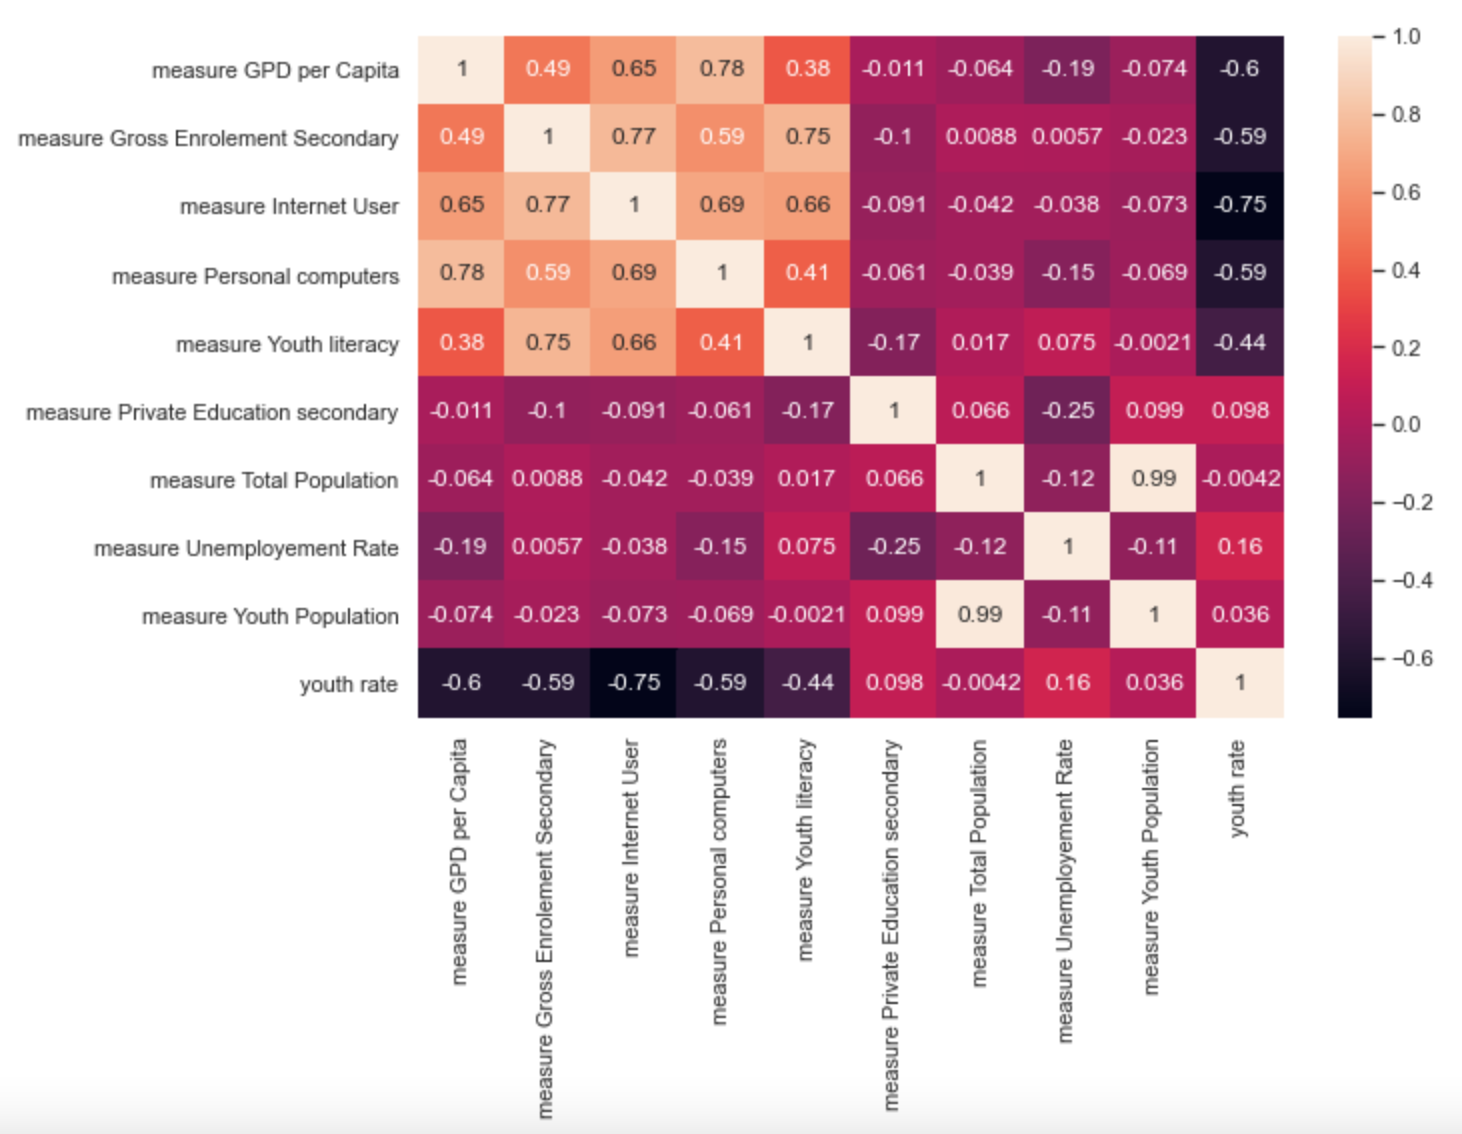 measure GPD per Capita 1 0.49 0.65 0.78 0.38 -0.011 -0.064 -0.19 -0.074 -0.6
measure Gross Enrolement Secondary 0.49 1 0.77 0.59 0.75 -0.1 0.0088 0.0057 -0.023 -0.59
measure Internet User 0.65 0.77 1 0.69 0.66 -0.091 -0.042 -0.038 -0.073 -0.75
measure Personal computers 0.78 0.59 0.69 1 0.41 -0.061 -0.039 -0.15 -0.069 -0.59
measure Youth literacy 0.38 0.75 0.66 0.41 1 -0.17 0.017 0.075 -0.0021 -0.44
measure Private Education secondary -0.011 -0.1 -0.091 -0.061 -0.17 1 0.066 -0.25 0.099 0.098
measure Total Population -0.064 0.0088 -0.042 -0.039 0.017 0.066 1 -0.12 0.99 -0.0042
measure Unemployement Rate -0.19 0.0057 -0.038 -0.15 0.075 -0.25 -0.12 1 -0.11 0.16
measure Youth Population -0.074 -0.023 -0.073 -0.069 -0.0021 0.099 0.99 -0.11 1 0.036
youth rate -0.6 -0.59 -0.75 -0.59 -0.44 0.098 -0.0042 0.16 0.036 1
measure GPD per Capita
measure Gross Enrolement Secondary
measure Internet User
measure Personal computers
measure Youth literacy
measure Private Education secondary
measure Total Population
measure Unemployement Rate
measure Youth Population
youth rate
1.0
0.8
0.6
0.4
0.2
0.0
−0.2
−0.4
−0.6